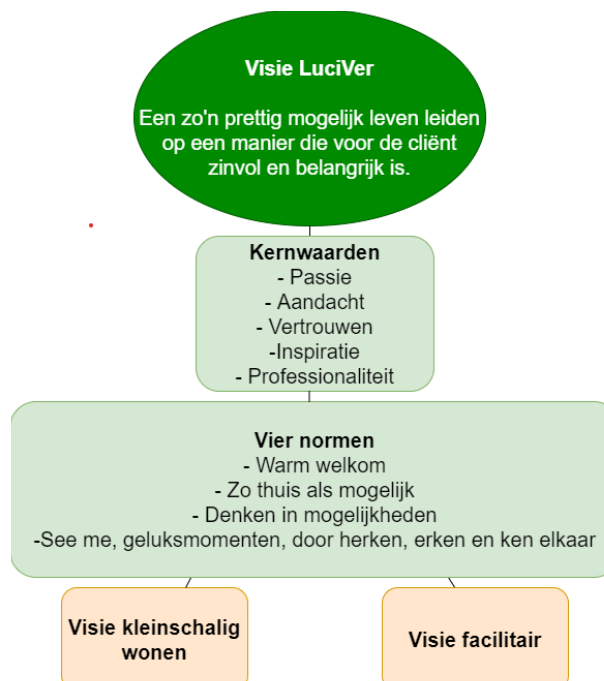 Visie LuciVer
Een zo'n prettig mogelijk leven leiden
op een manier die voor de cliënt
zinvol en belangrijk is.
Kernwaarden
- Passie
- Aandacht
- Vertrouwen
-Inspiratie
- Professionaliteit
Vier normen
- Warm welkom
- Zo thuis als mogelijk
- Denken in mogelijkheden
-See me, geluksmomenten, door herken, erken en ken elkaar
Visie kleinschalig
wonen
Visie facilitair